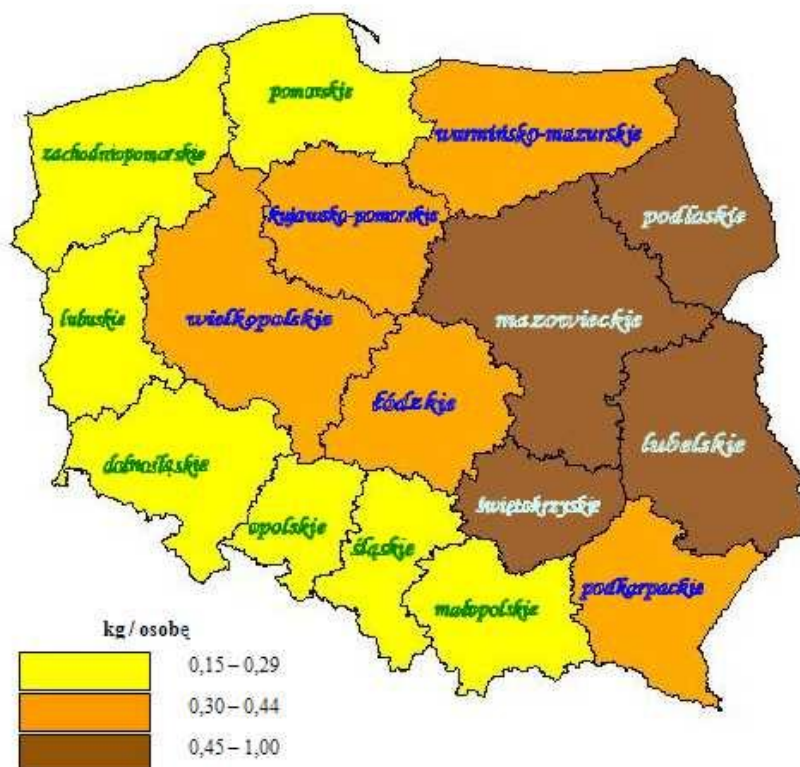 pomorskie
warmińsko-mazurskie
zachodniopomorskie
podlaskie
kujawsko-pomorskie
lubuskie
wielkopolskie
mazowieckie
łódzkie
lubelskie
dolnośląskie
świętokrzyskie
opolskie
śląskie
podkarpackie
małopolskie
kg / osobę
0,15 – 0,29
0,30 – 0,44
0,45 – 1,00